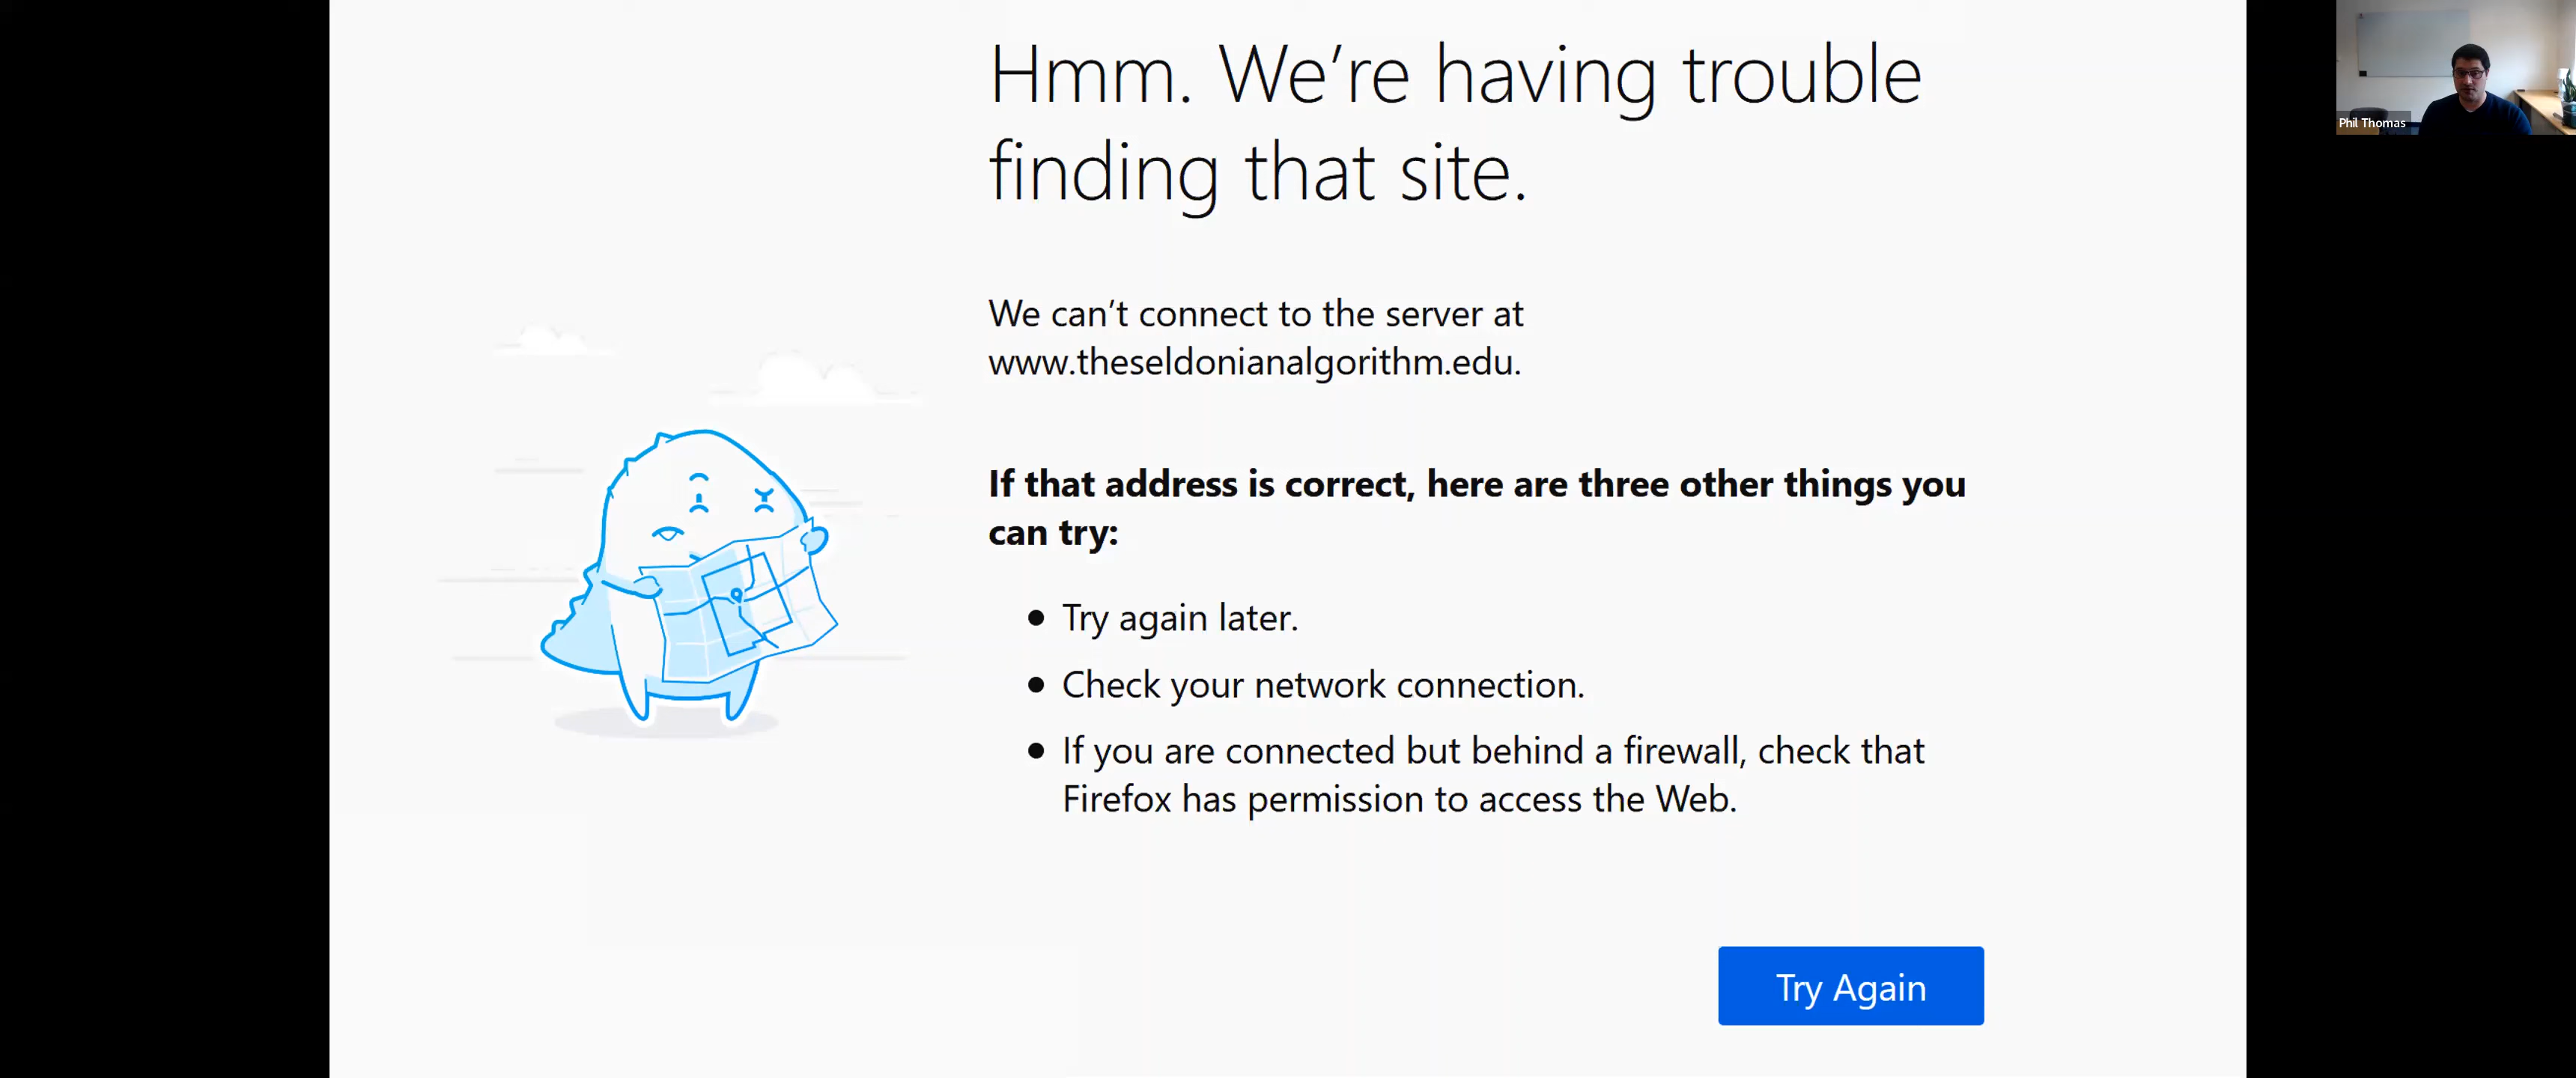 Hmm. We’re having trouble
finding that site.
We can’t connect to the server at
www.theseldonianalgorithm.edu.
If that address is correct, here are three other things you
can try:
Try again later.
Check your network connection.
If you are connected but behind a firewall, check that
Firefox has permission to access the Web.
Try Again
Phil Thomas